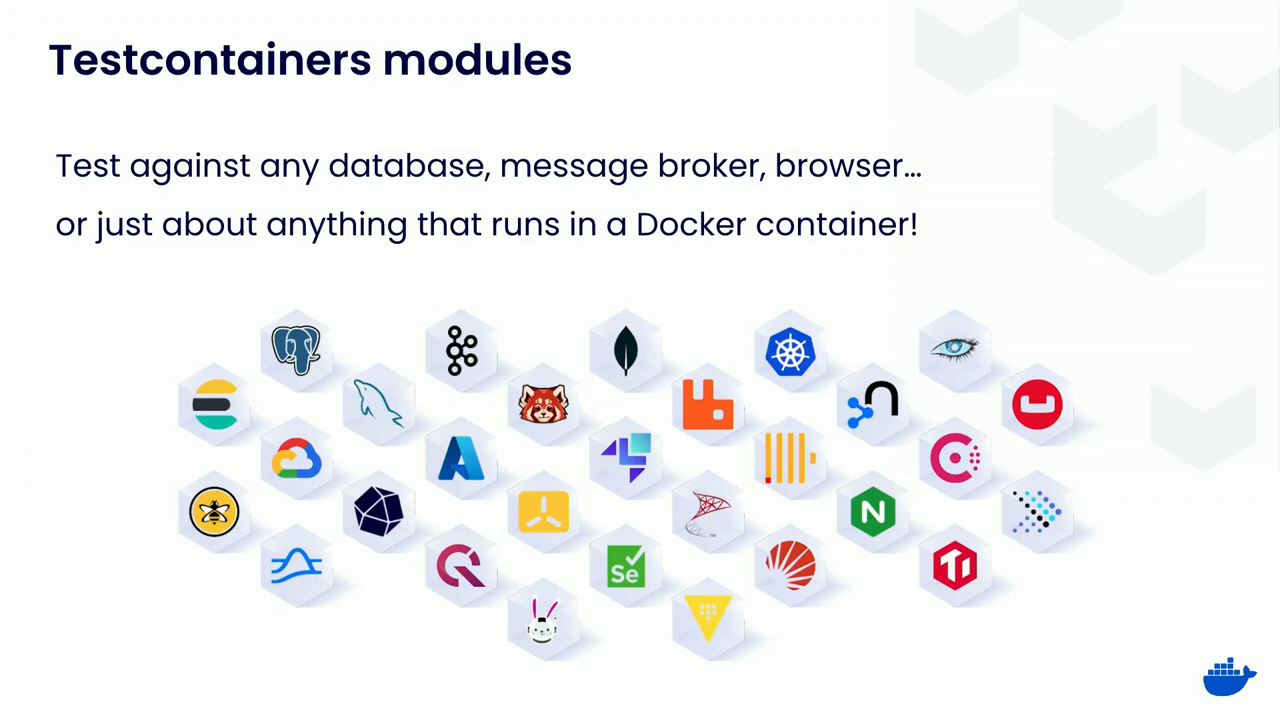 Testcontainers modules
Test against any database, message broker, browser...
or just about anything that runs in a Docker container!
Se
Ti
N